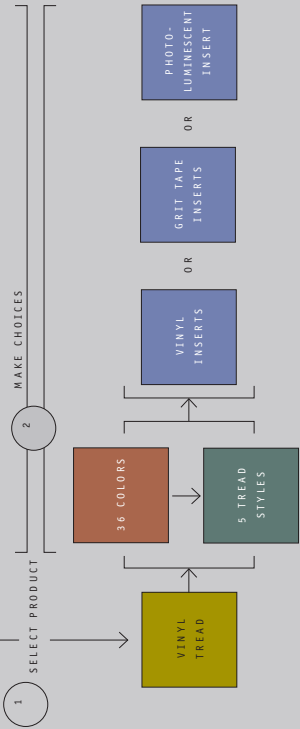 1
SELECT PRODUCT
2
MAKE CHOICES
VINYL
TREAD
36 COLORS
5 TREAD
STYLES
VINYL
INSERTS
OR
GRIT TAPE
INSERTS
OR
PHOTO-
LUMINESCENT
INSERT